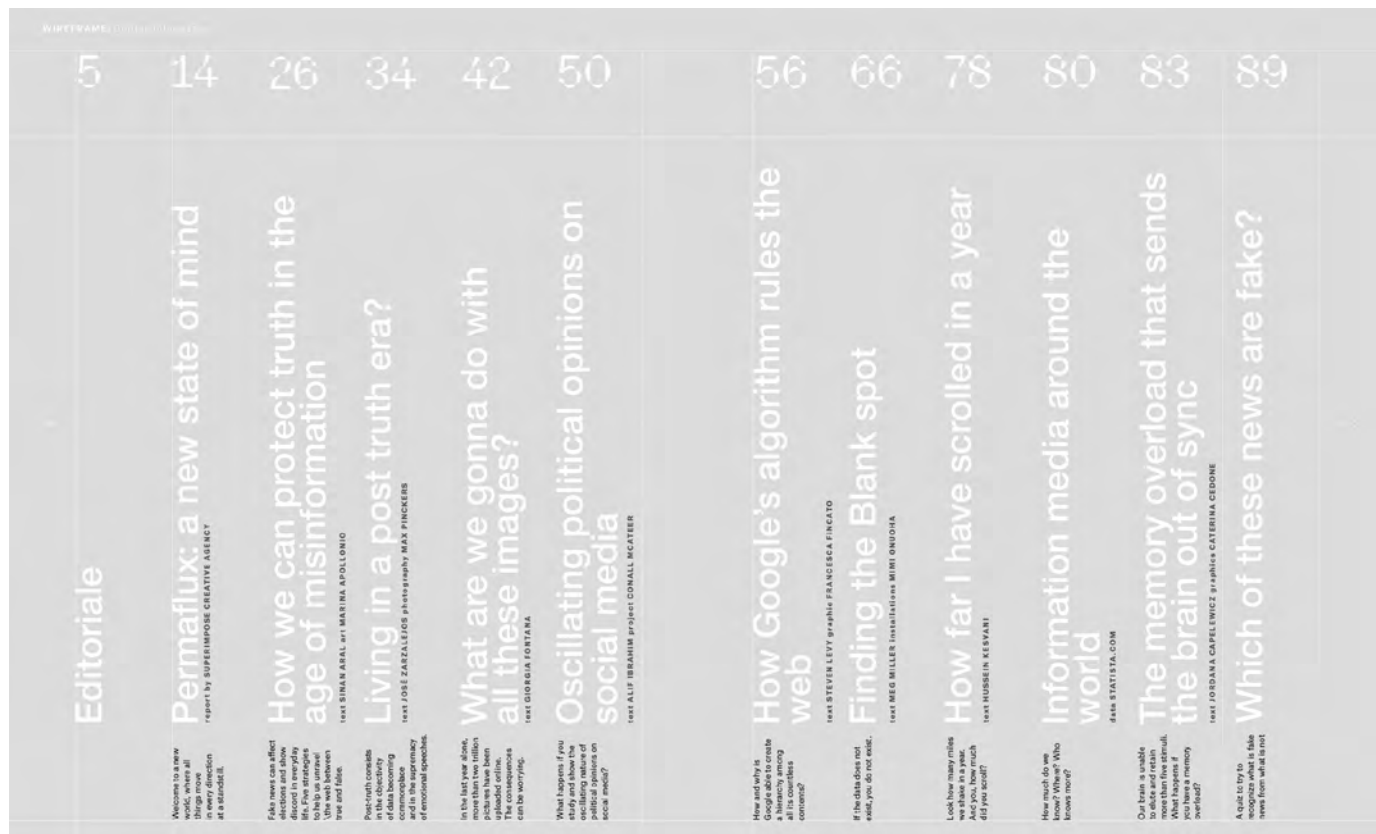 5
Editoriale
14
Permaflux: a new state of mind
report by SUPERIMPOSE CREATIVE AGENCY
Welcome to a new
world, where all
things move
in every direction
at a standstill.
26
How we can protect truth in the
age of misinformation
text SINAN ARAL art MARINA APOLLONIO
Fake news can affect
elections and show
discord in everyday
life. Five strategies
to help us unravel
\the web between
true and false.
34
Living in a post truth era?
text JOSÉ ZARZALEJOS photography MAX PINCKERS
Post-truth consists
in the objectivity
of data becoming
commonplace
and in the supremacy
of emotional speeches.
42
What are we gonna do with
all these images?
text GIORGIA FONTANA
In the last year alone,
more than two trillion
pictures have been
uploaded online.
The consequences
can be worrying.
50
Oscillating political opinions on
social media
text ALIF IBRAHIM project CONALL MCATEER
What happens if you
study and show the
oscillating nature of
political opinions on
social media?
56
How Google's algorithm rules the
web
text STEVEN LEVY graphic FRANCESCA FINCATO
How and why is
Google able to create
a hierarchy among
all its countless
contents?
66
Finding the Blank spot
text MEG MILLER installations MIMI ONUOHA
If the data does not
exist, you do not exist.
78
How far I have scrolled in a year
text HUSSEIN KESVANI
Look how many miles
we shake in a year.
And you, how much
did you scroll?
80
Information media around the
world
data STATISTA.COM
How much do we
know? Where? Who
knows more?
83
The memory overload that sends
the brain out of sync
text JORDANA CAPELEWICZ graphics CATERINA CEDONE
Our brain is unable
to elute and retain
more than five stimuli.
What happens if
you have a memory
overload?
89
Which of these news are fake?
A quiz to try to
recognize what is fake
news from what is not